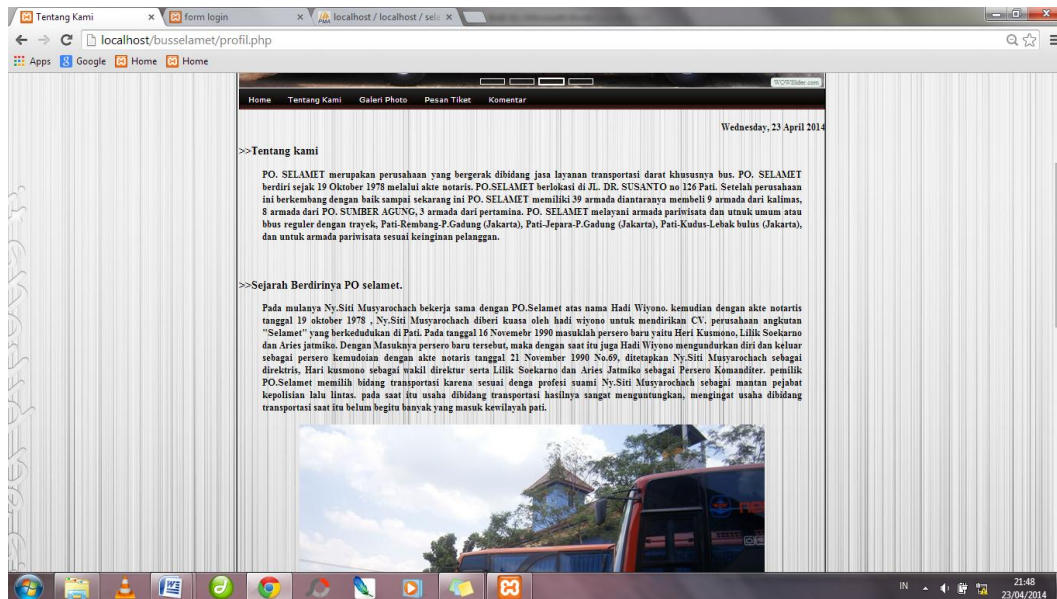 Tentang Kami
form login
localhost / localhost / sele
localhost/busselamet/profil.php
Apps Google Home Home
WOWSlider.com
Home Tentang Kami Galeri Photo Pesan Tiket Komentar
Wednesday, 23 April 2014
>>Tentang kami
PO. SELAMET merupakan perusahaan yang bergerak dibidang jasa layanan transportasi darat khususnya bus. PO. SELAMET
berdiri sejak 19 Oktober 1978 melalui akte notaris. PO.SELAMET berlokasi di JL. DR. SUSANTO no 126 Pati. Setelah perusahaan
ini berkembang dengan baik sampai sekarang ini PO. SELAMET memiliki 39 armada diantaranya membeli 9 armada dari kalimas,
8 armada dari PO. SUMBER AGUNG, 3 armada dari pertamina. PO. SELAMET melayani armada pariwisata dan utnuk umum atau
bbus reguler dengan trayek, Pati-Rembang-P.Gadung (Jakarta), Pati-Jepara-P.Gadung (Jakarta), Pati-Kudus-Lebak bulus (Jakarta),
dan untuk armada pariwisata sesuai keinginan pelanggan.
>>Sejarah Berdirinya PO selamet.
Pada mulanya Ny.Siti Musyarochach bekerja sama dengan PO.Selamet atas nama Hadi Wiyono. kemudian dengan akte notartis
tanggal 19 oktober 1978 , Ny.Siti Musyarochach diberi kuasa oleh hadi wiyono untuk mendirikan CV. perusahaan angkutan
"Selamet" yang berkedudukan di Pati. Pada tanggal 16 Novemebr 1990 masuklah persero baru yaitu Heri Kusmono, Lilik Soekarno
dan Aries jatmiko. Dengan Masuknya persero baru tersebut, maka dengan saat itu juga Hadi Wiyono mengundurkan diri dan keluar
sebagai persero kemudoian dengan akte notaris tanggal 21 November 1990 No.69, ditetapkan Ny.Siti Musyarochach sebagai
direktris, Hari kusmono sebagai wakil direktur serta Lilik Soekarno dan Aries Jatmiko sebagai Persero Komanditer. pemilik
PO.Selamet memilih bidang transportasi karena sesuai denga profesi suami Ny.Siti Musyarochach sebagai mantan pejabat
kepolisian lalu lintas. pada saat itu usaha dibidang transportasi hasilnya sangat menguntungkan, mengingat usaha dibidang
transportasi saat itu belum begitu banyak yang masuk kewilayah pati.
IN
21:48
23/04/2014